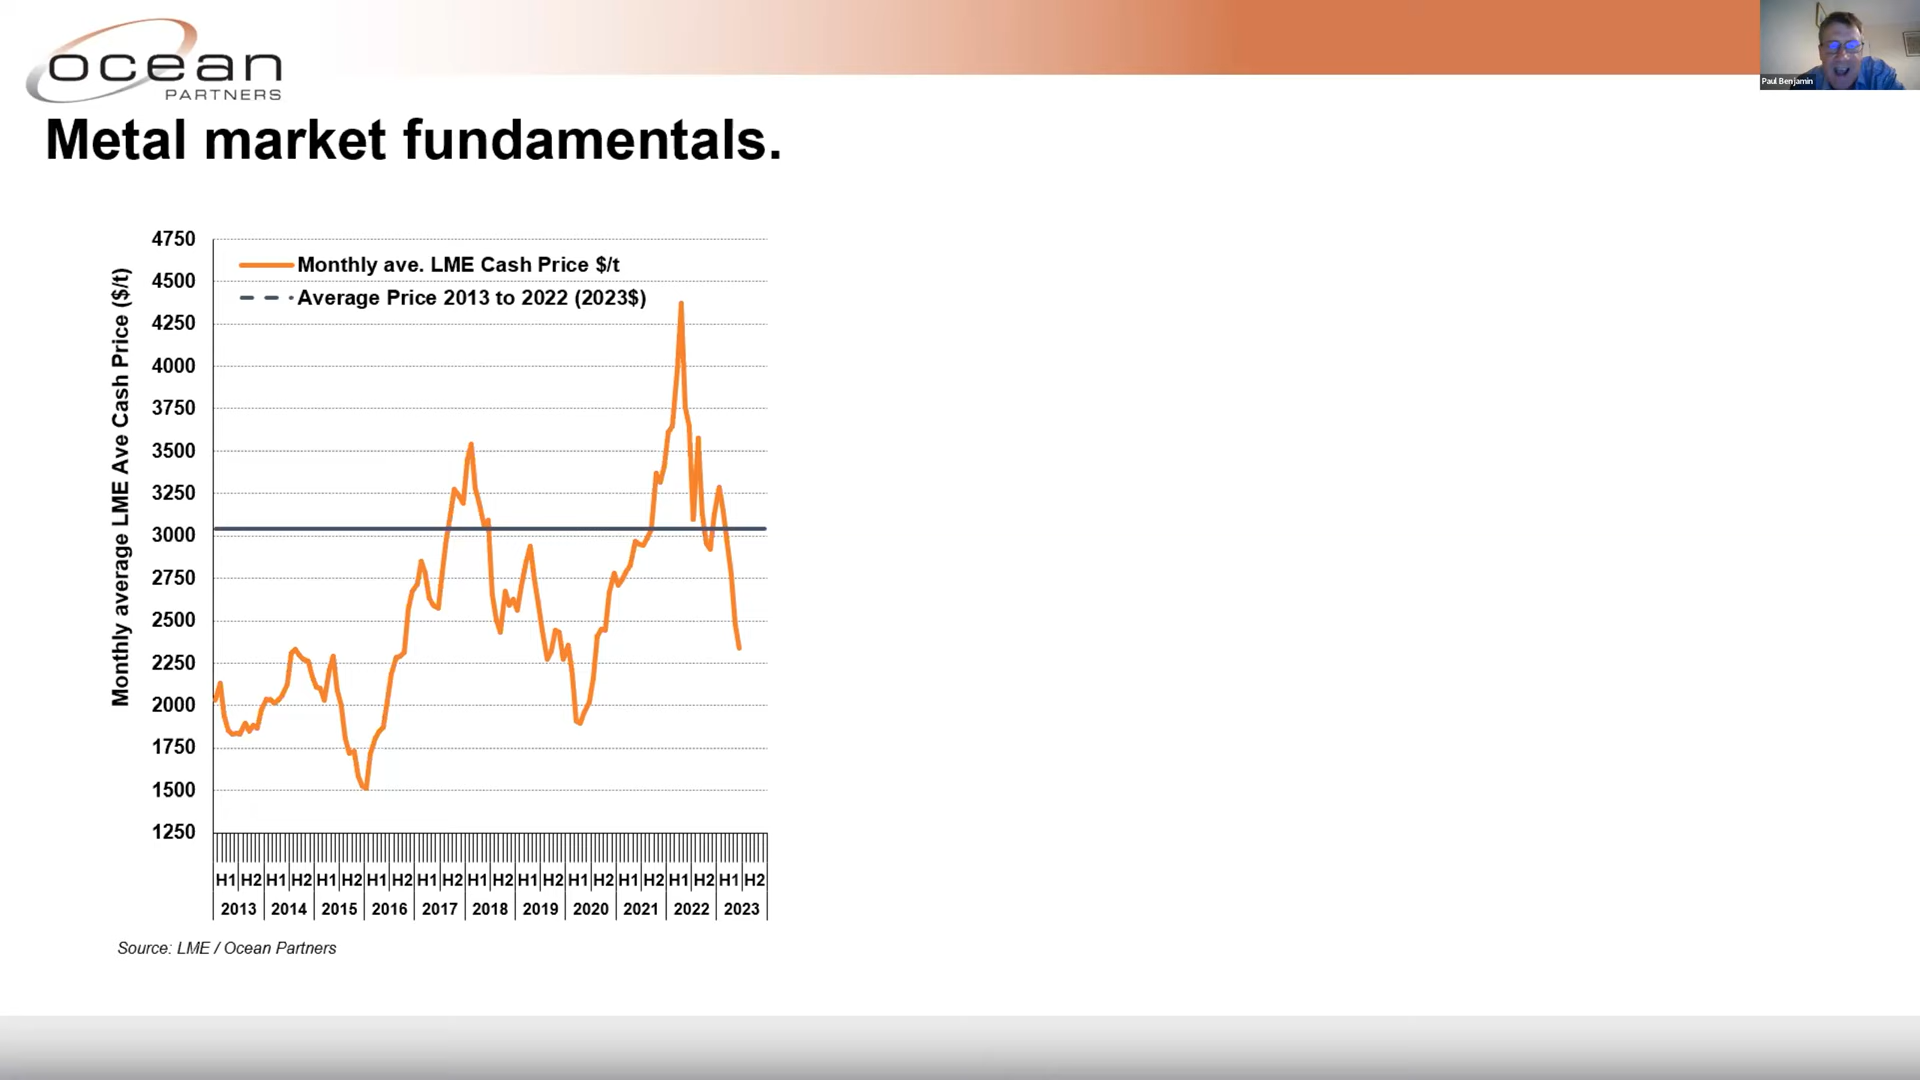 ocean
PARTNERS
Paul Benjamin
Metal market fundamentals.
Monthly average LME Ave Cash Price ($/t)
4750
4500
4250
4000
3750
3500
3250
3000
2750
2500
2250
2000
1750
1500
1250
Monthly ave. LME Cash Price $/t
Average Price 2013 to 2022 (2023$)
H1 H2 H1 H2 H1 H2 H1 H2 H1 H2 H1 H2 H1 H2 H1 H2 H1 H2 H1 H2 H1 H2
2013 2014 2015 2016 2017 2018 2019 2020 2021 2022 2023
Source: LME / Ocean Partners